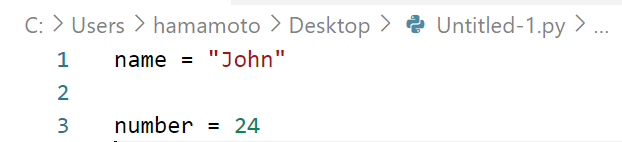 C: > Users > hamamoto > Desktop > Untitled-1.py > ...
1 name = "John"
2
3 number = 24